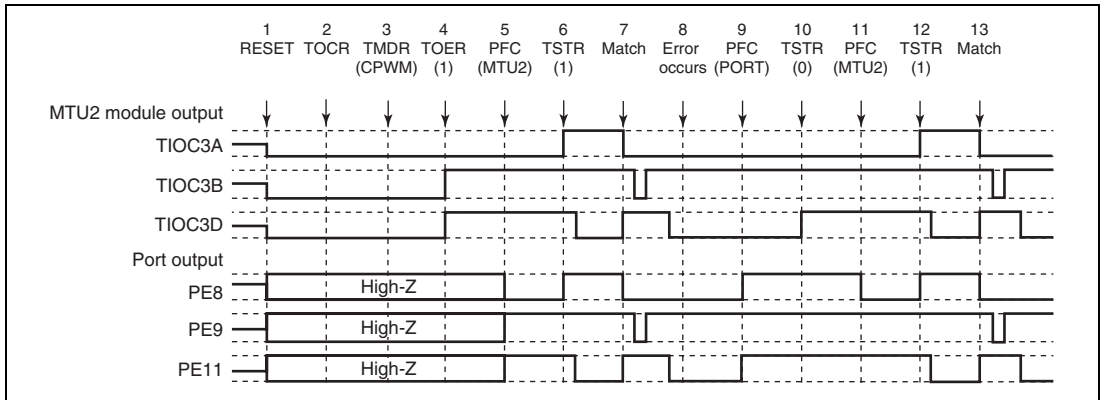 1 2 3 4 5 6 7 8 9 10 11 12 13
RESET TOCR TMDR TOER PFC TSTR Match Error PFC TSTR PFC TSTR Match
(CPWM) (1) (MTU2) (1) occurs (PORT) (0) (MTU2) (1)
MTU2 module output
TIOC3A
TIOC3B
TIOC3D
Port output
PE8 High-Z
PE9 High-Z
PE11 High-Z